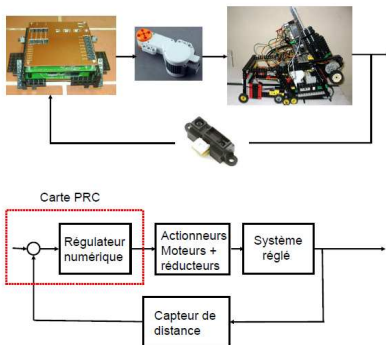 Carte PRC
Régulateur
numérique
Actionneurs
Moteurs +
réducteurs
Système
réglé
Capteur de
distance